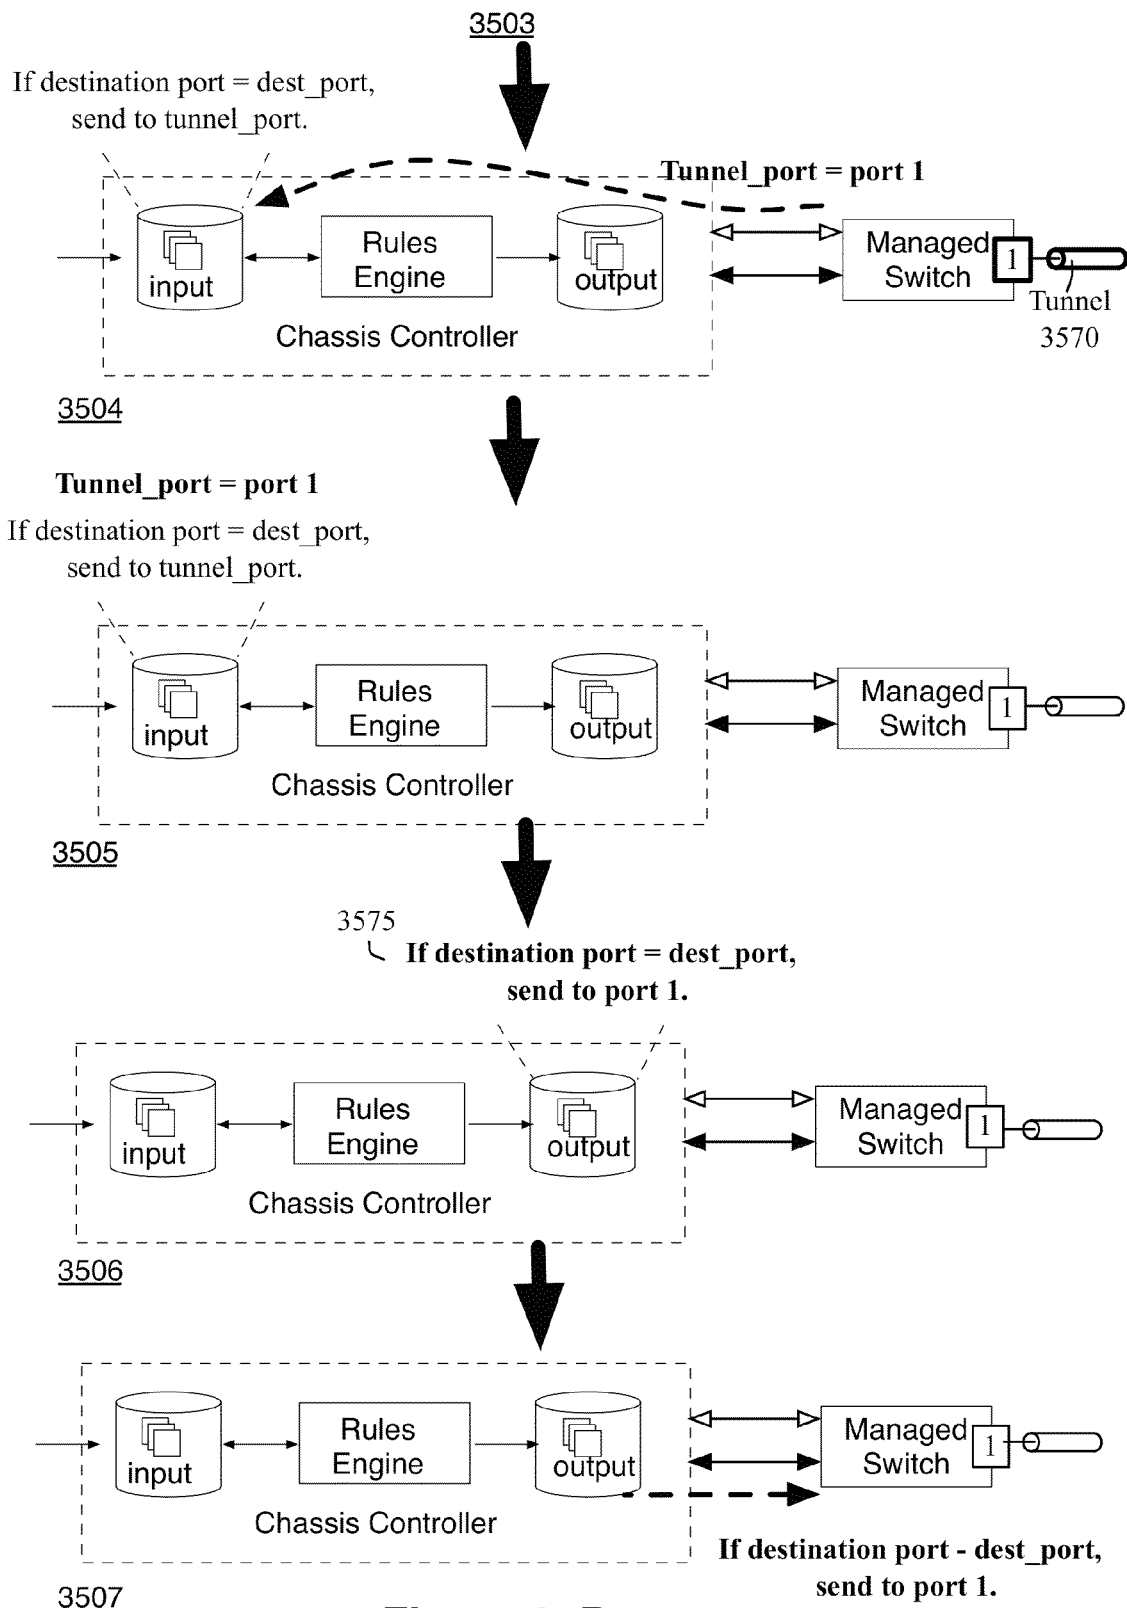 3503
If destination port = dest_port,
send to tunnel_port.
Tunnel_port = port 1
input
Rules
Engine
output
Managed
Switch
1
Tunnel
3570
Chassis Controller
3504
Tunnel_port = port 1
If destination port = dest_port,
send to tunnel_port.
input
Rules
Engine
output
Managed
Switch
1
Chassis Controller
3505
3575
If destination port = dest_port,
send to port 1.
input
Rules
Engine
output
Managed
Switch
1
Chassis Controller
3506
input
Rules
Engine
output
Managed
Switch
1
Chassis Controller
If destination port - dest_port,
send to port 1.
3507